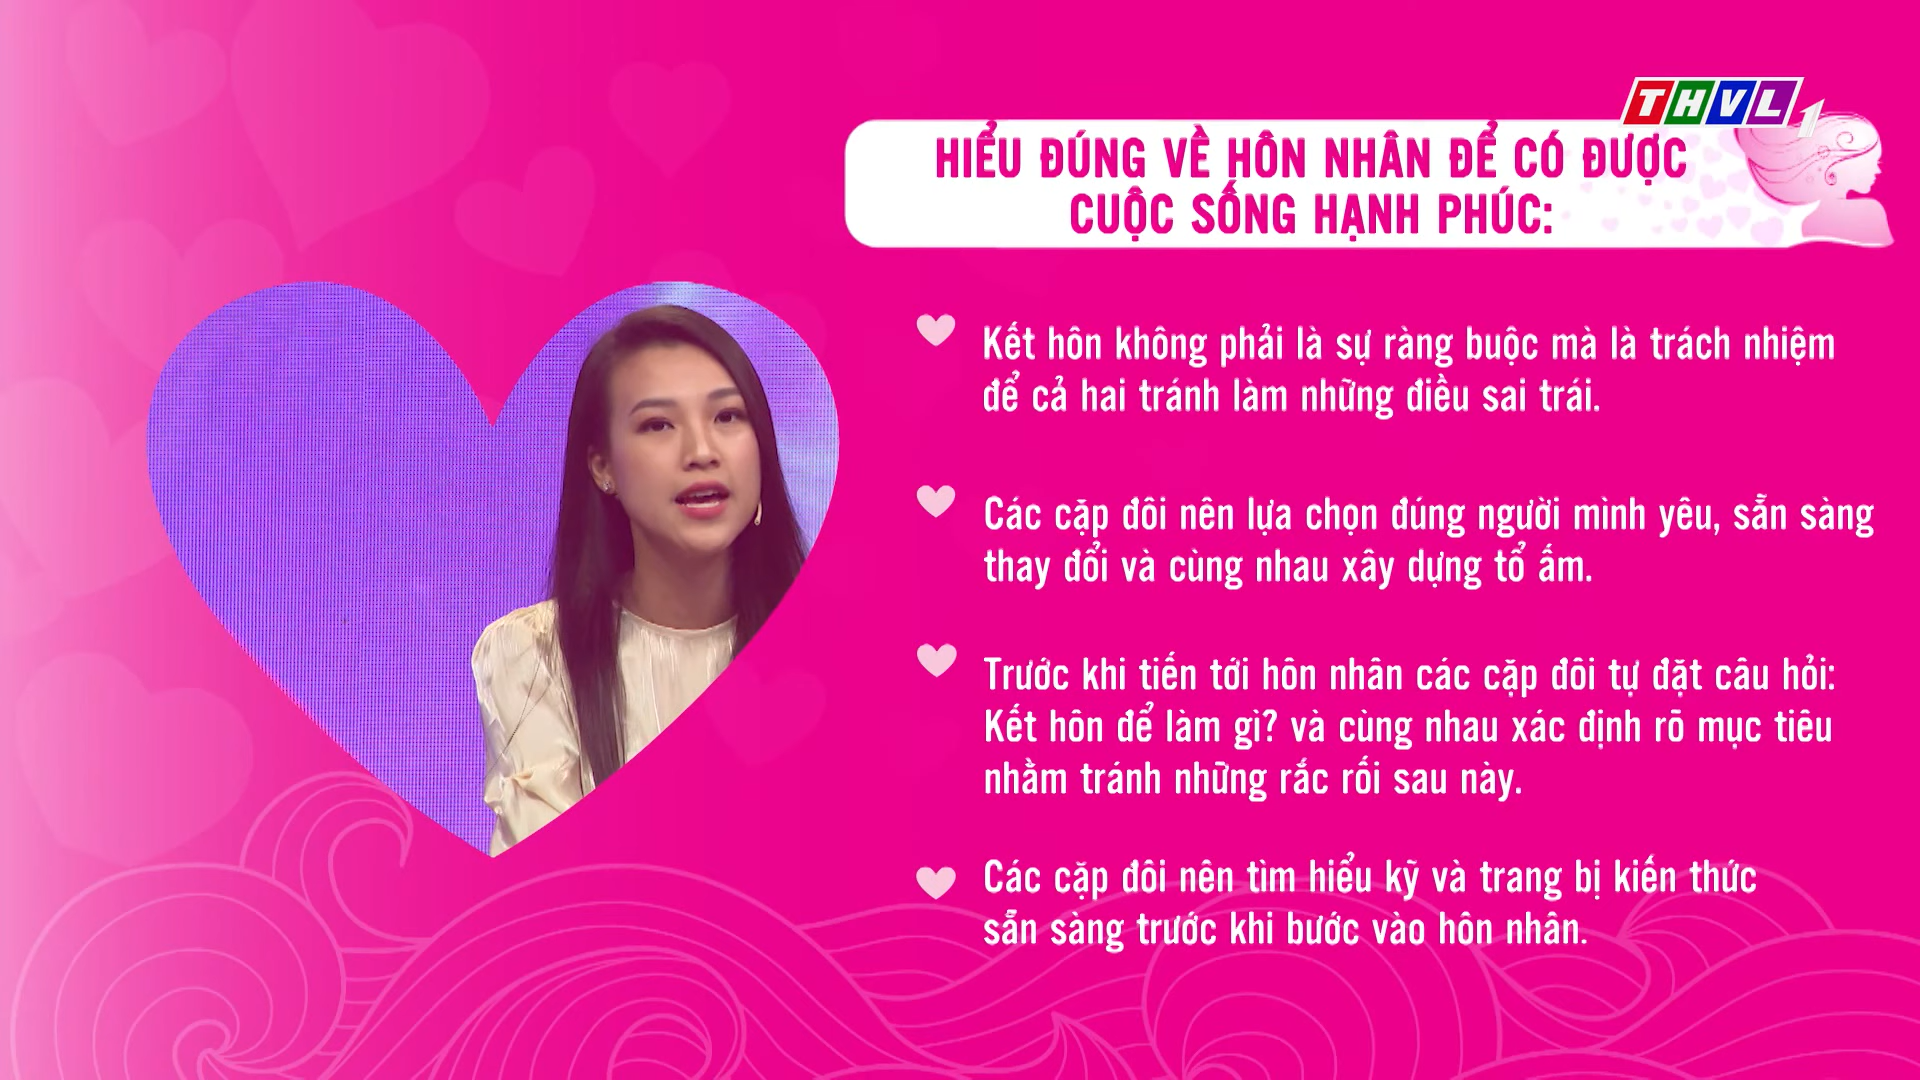 THVL1
HIỂU ĐÚNG VỀ HÔN NHÂN ĐỂ CÓ ĐƯỢC
CUỘC SỐNG HẠNH PHÚC:
Kết hôn không phải là sự ràng buộc mà là trách nhiệm
để cả hai tránh làm những điều sai trái.
Các cặp đôi nên lựa chọn đúng người mình yêu, sẵn sàng
thay đổi và cùng nhau xây dựng tổ ấm.
Trước khi tiến tới hôn nhân các cặp đôi tự đặt câu hỏi:
Kết hôn để làm gì? và cùng nhau xác định rõ mục tiêu
nhằm tránh những rắc rối sau này.
Các cặp đôi nên tìm hiểu kỹ và trang bị kiến thức
sẵn sàng trước khi bước vào hôn nhân.